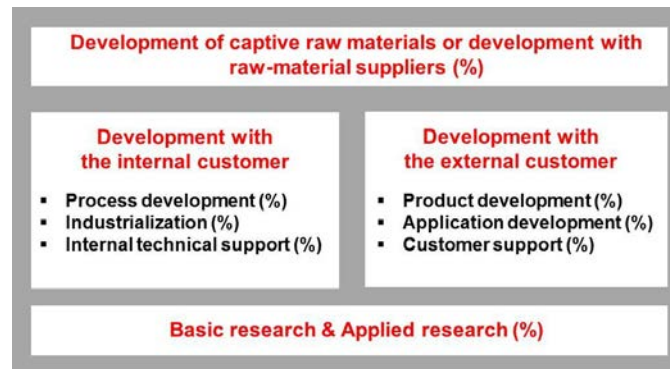 Development of captive raw materials or development with
raw-material suppliers (%)
Development with
the internal customer
▪ Process development (%)
▪ Industrialization (%)
▪ Internal technical support (%)
Development with
the external customer
▪ Product development (%)
▪ Application development (%)
▪ Customer support (%)
Basic research & Applied research (%)